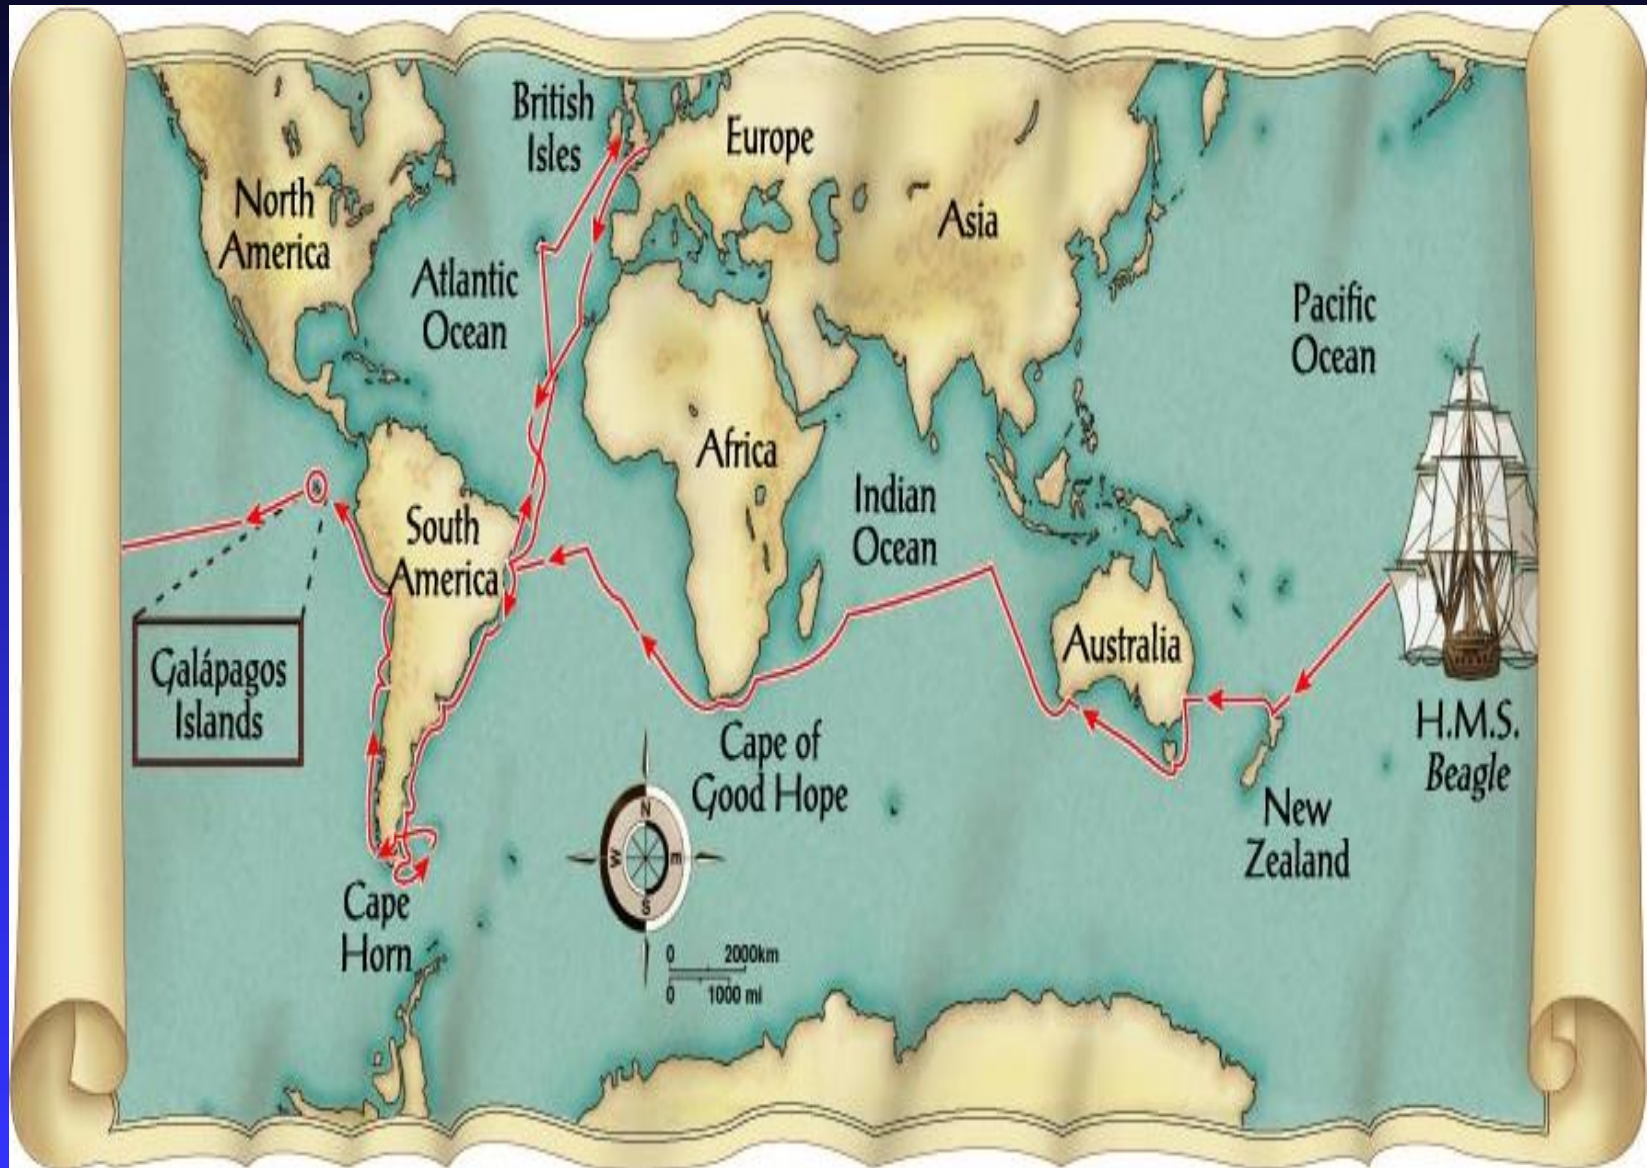 British
Isles
Europe
North
America
Asia
Atlantic
Ocean
Pacific
Ocean
Africa
Indian
Ocean
South
America
Galápagos
Islands
Australia
H.M.S.
Beagle
Cape of
Good Hope
New
Zealand
Cape
Horn
N
W
E
S
0 2000km
0 1000 mi